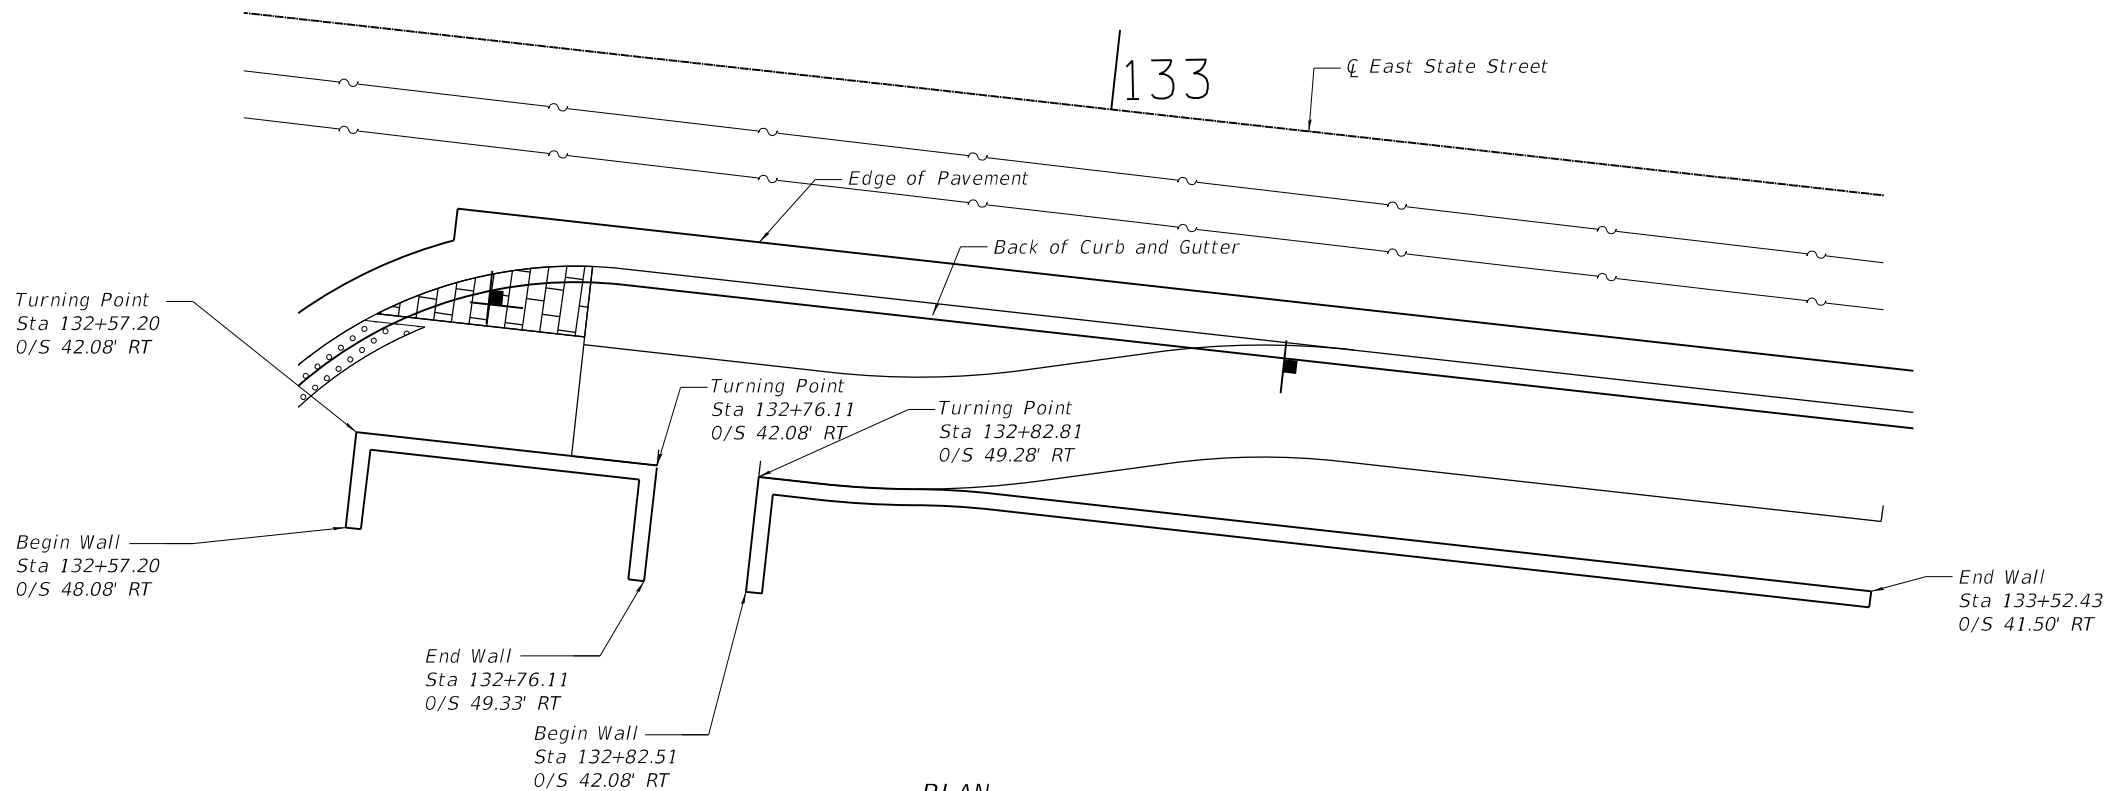 133
℄ East State Street
Edge of Pavement
Back of Curb and Gutter
Turning Point
Sta 132+57.20
O/S 42.08' RT
Turning Point
Sta 132+76.11
O/S 42.08' RT
Turning Point
Sta 132+82.81
O/S 49.28' RT
Begin Wall
Sta 132+57.20
O/S 48.08' RT
End Wall
Sta 133+52.43
O/S 41.50' RT
End Wall
Sta 132+76.11
O/S 49.33' RT
Begin Wall
Sta 132+82.51
O/S 42.08' RT
PLAN